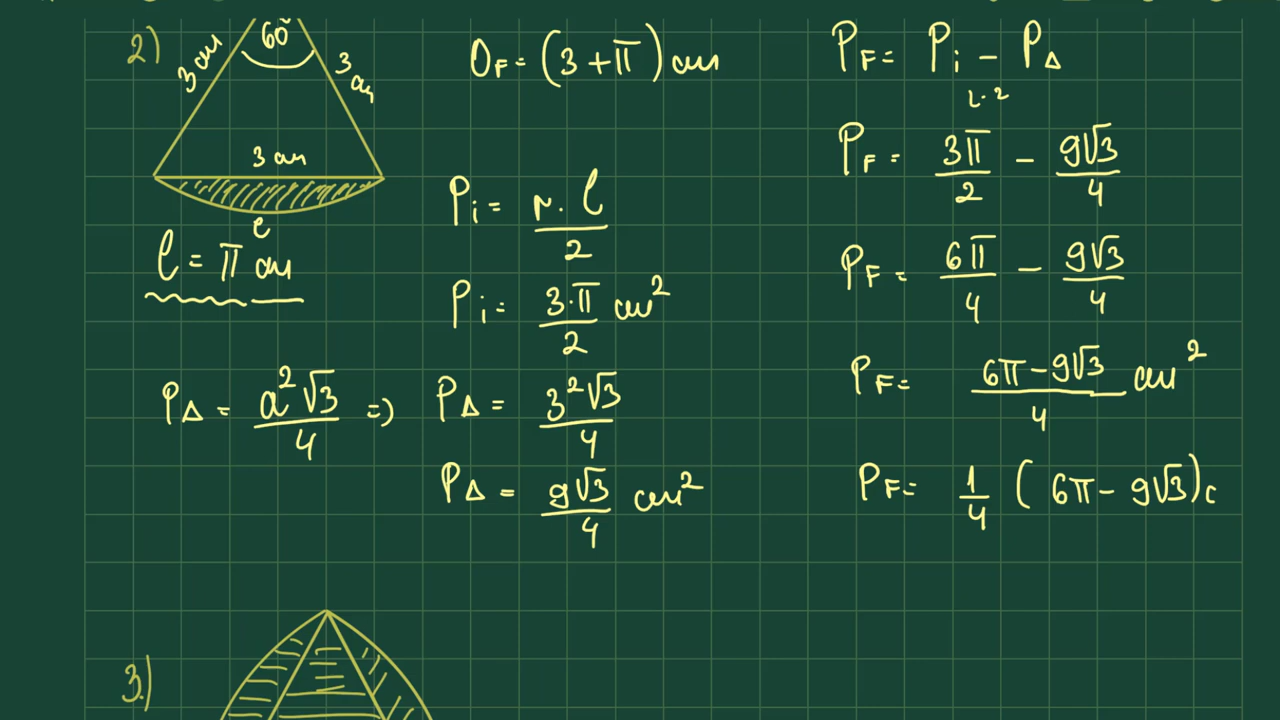 2)
60°
3 cm
3 cm
3 cm
l
l = π cm
O_F = (3 + π) cm
P_i = r · l / 2
P_i = 3 · π / 2 cm²
P_Δ = a²√3 / 4 => P_Δ = 3²√3 / 4
P_Δ = 9√3 / 4 cm²
P_F = P_i - P_Δ
L·2
P_F = 3π / 2 - 9√3 / 4
P_F = 6π / 4 - 9√3 / 4
P_F = 6π - 9√3 / 4 cm²
P_F = 1/4 ( 6π - 9√3 ) c
3.)